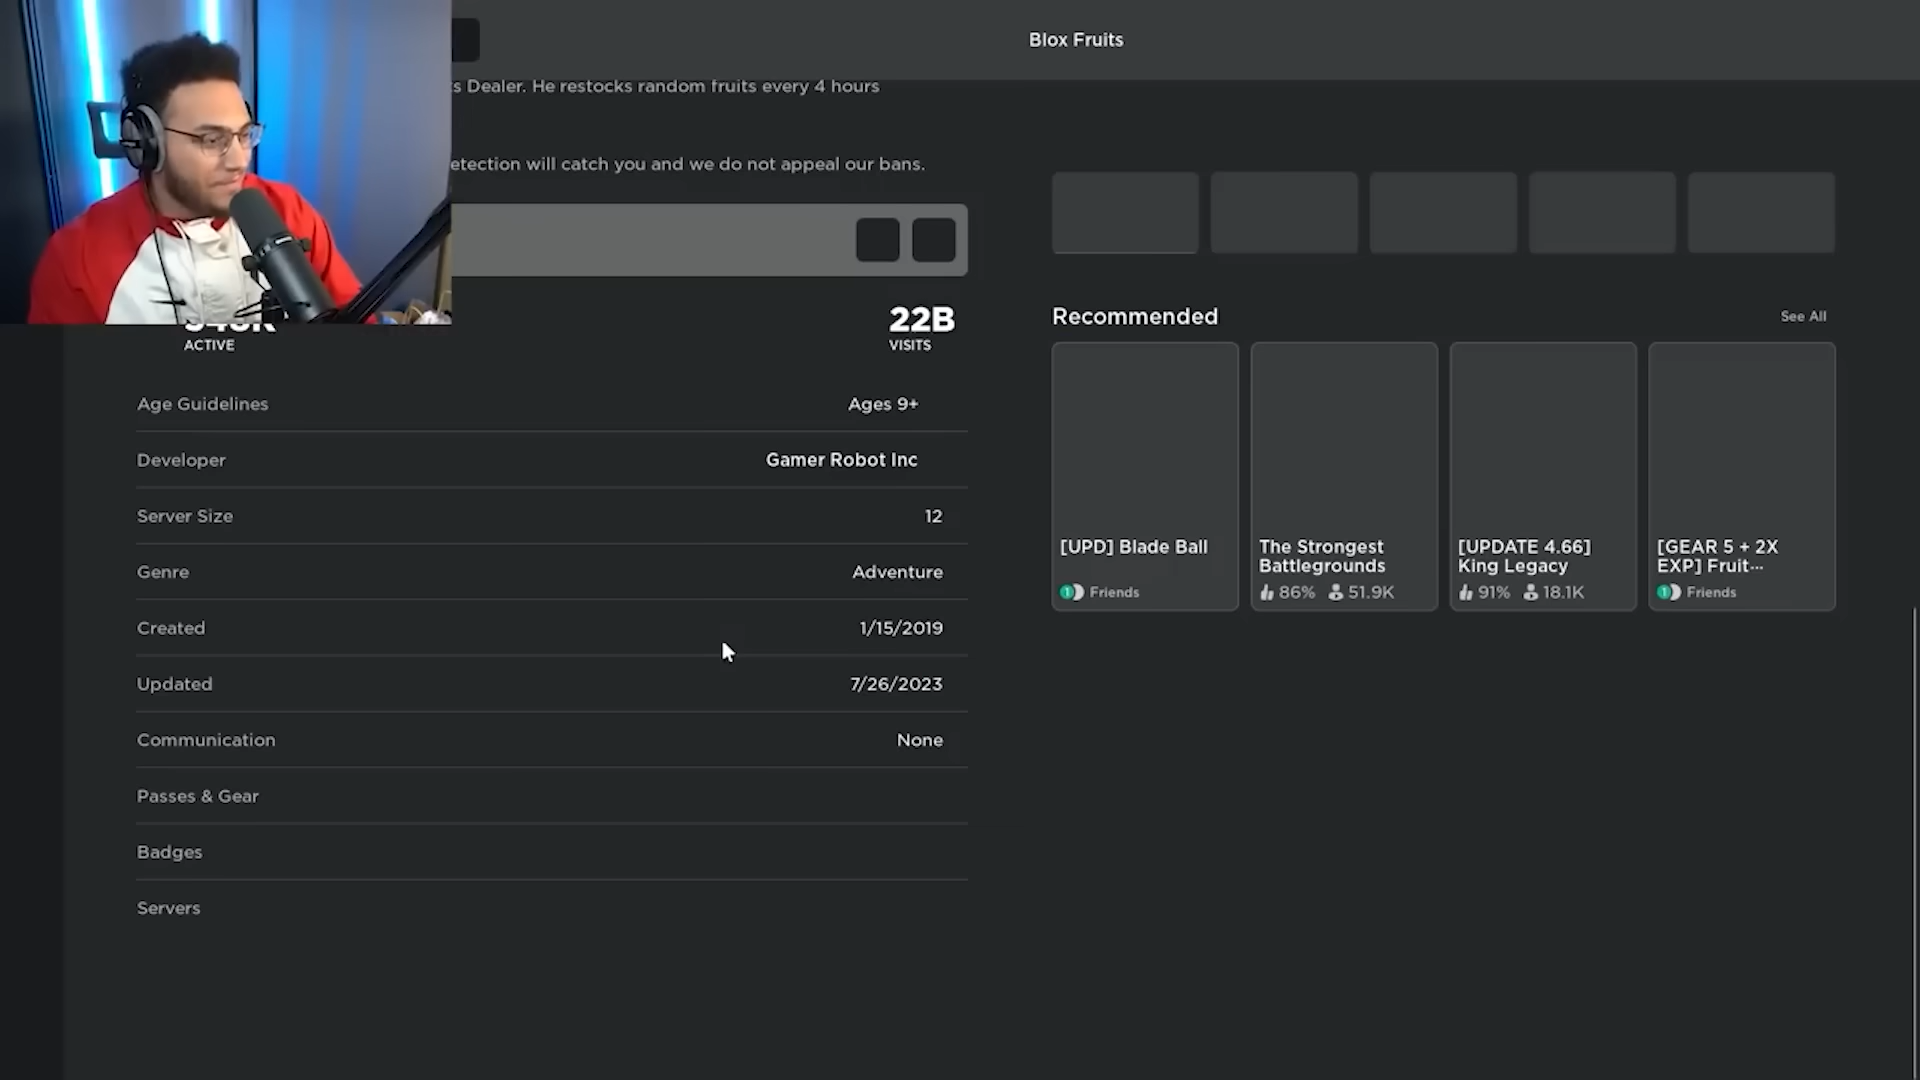 Blox Fruits
s Dealer. He restocks random fruits every 4 hours
etection will catch you and we do not appeal our bans.
ACTIVE
22B
VISITS
Age Guidelines
Ages 9+
Developer
Gamer Robot Inc
Server Size
12
Genre
Adventure
Created
1/15/2019
Updated
7/26/2023
Communication
None
Passes & Gear
Badges
Servers
Recommended
See All
[UPD] Blade Ball
1 Friends
The Strongest
Battlegrounds
86% 51.9K
[UPDATE 4.66]
King Legacy
91% 18.1K
[GEAR 5 + 2X
EXP] Fruit...
1 Friends